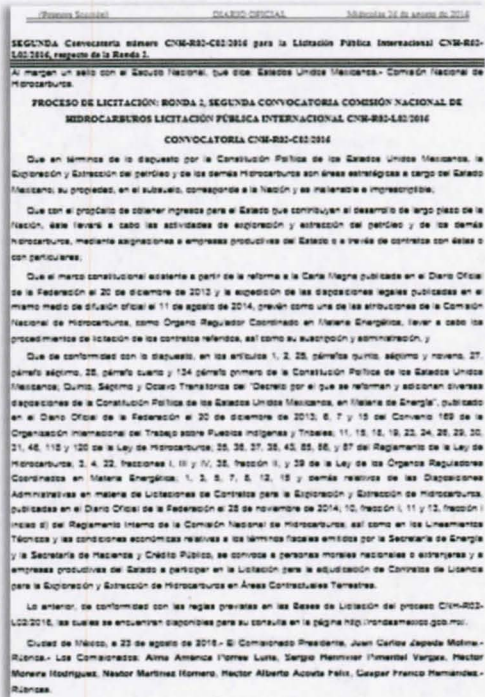 (Primera Sección) DIARIO OFICIAL Miércoles 24 de agosto de 2016
SEGUNDA Convocatoria número CNH-R02-C02/2016 para la Licitación Pública Internacional CNH-R02-
L02/2016, respecto de la Ronda 2.
Al margen un sello con el Escudo Nacional, que dice: Estados Unidos Mexicanos.- Comisión Nacional de
Hidrocarburos.
PROCESO DE LICITACIÓN: RONDA 2, SEGUNDA CONVOCATORIA COMISIÓN NACIONAL DE
HIDROCARBUROS LICITACIÓN PÚBLICA INTERNACIONAL CNH-R02-L02/2016
CONVOCATORIA CNH-R02-C02/2016
Que en términos de lo dispuesto por la Constitución Política de los Estados Unidos Mexicanos, la
Exploración y Extracción del petróleo y de los demás Hidrocarburos son áreas estratégicas a cargo del Estado
Mexicano; su propiedad, en el subsuelo, corresponde a la Nación y es inalienable e imprescriptible;
Que con el propósito de obtener ingresos para el Estado que contribuyan al desarrollo de largo plazo de la
Nación, éste llevará a cabo las actividades de exploración y extracción del petróleo y de los demás
hidrocarburos, mediante asignaciones a empresas productivas del Estado o a través de contratos con éstas o
con particulares;
Que el marco constitucional existente a partir de la reforma a la Carta Magna publicada en el Diario Oficial
de la Federación el 20 de diciembre de 2013 y la expedición de las disposiciones legales publicadas en el
mismo medio de difusión oficial el 11 de agosto de 2014, prevén como una de las atribuciones de la Comisión
Nacional de Hidrocarburos, como Órgano Regulador Coordinado en Materia Energética, llevar a cabo los
procedimientos de licitación de los contratos referidos, así como su suscripción y administración, y
Que de conformidad con lo dispuesto, en los artículos 1, 2, 25, párrafos quinto, séptimo y noveno, 27,
párrafo séptimo, 28, párrafo cuarto y 134 párrafo primero de la Constitución Política de los Estados Unidos
Mexicanos; Quinto, Séptimo y Octavo Transitorios del "Decreto por el que se reforman y adicionan diversas
disposiciones de la Constitución Política de los Estados Unidos Mexicanos, en Materia de Energía", publicado
en el Diario Oficial de la Federación el 20 de diciembre de 2013; 6, 7 y 15 del Convenio 169 de la
Organización Internacional del Trabajo sobre Pueblos Indígenas y Tribales; 11, 15, 18, 19, 23, 24, 26, 29, 30,
31, 46, 119 y 120 de la Ley de Hidrocarburos; 35, 36, 37, 38, 43, 85, 86, y 87 del Reglamento de la Ley de
Hidrocarburos; 3, 4, 22, fracciones I, III y IV, 38, fracción II, y 39 de la Ley de los Órganos Reguladores
Coordinados en Materia Energética; 1, 3, 5, 7, 8, 12, 15 y demás relativos de las Disposiciones
Administrativas en materia de Licitaciones de Contratos para la Exploración y Extracción de Hidrocarburos,
publicadas en el Diario Oficial de la Federación el 28 de noviembre de 2014; 10, fracción I, 11 y 13, fracción I
inciso d) del Reglamento Interno de la Comisión Nacional de Hidrocarburos; así como en los Lineamientos
Técnicos y las condiciones económicas relativas a los términos fiscales emitidos por la Secretaría de Energía
y la Secretaría de Hacienda y Crédito Público, se convoca a personas morales nacionales o extranjeras y a
empresas productivas del Estado a participar en la Licitación para la adjudicación de Contratos de Licencia
para la Exploración y Extracción de Hidrocarburos en Áreas Contractuales Terrestres.
Lo anterior, de conformidad con las reglas previstas en las Bases de Licitación del proceso CNH-R02-
L02/2016, las cuales se encuentran disponibles para su consulta en la página http://rondasmexico.gob.mx/.
Ciudad de México, a 23 de agosto de 2016.- El Comisionado Presidente, Juan Carlos Zepeda Molina.-
Rúbrica.- Los Comisionados: Alma América Porres Luna, Sergio Henrivier Pimentel Vargas, Héctor
Moreira Rodríguez, Néstor Martínez Romero, Héctor Alberto Acosta Félix, Gaspar Franco Hernández.-
Rúbricas.